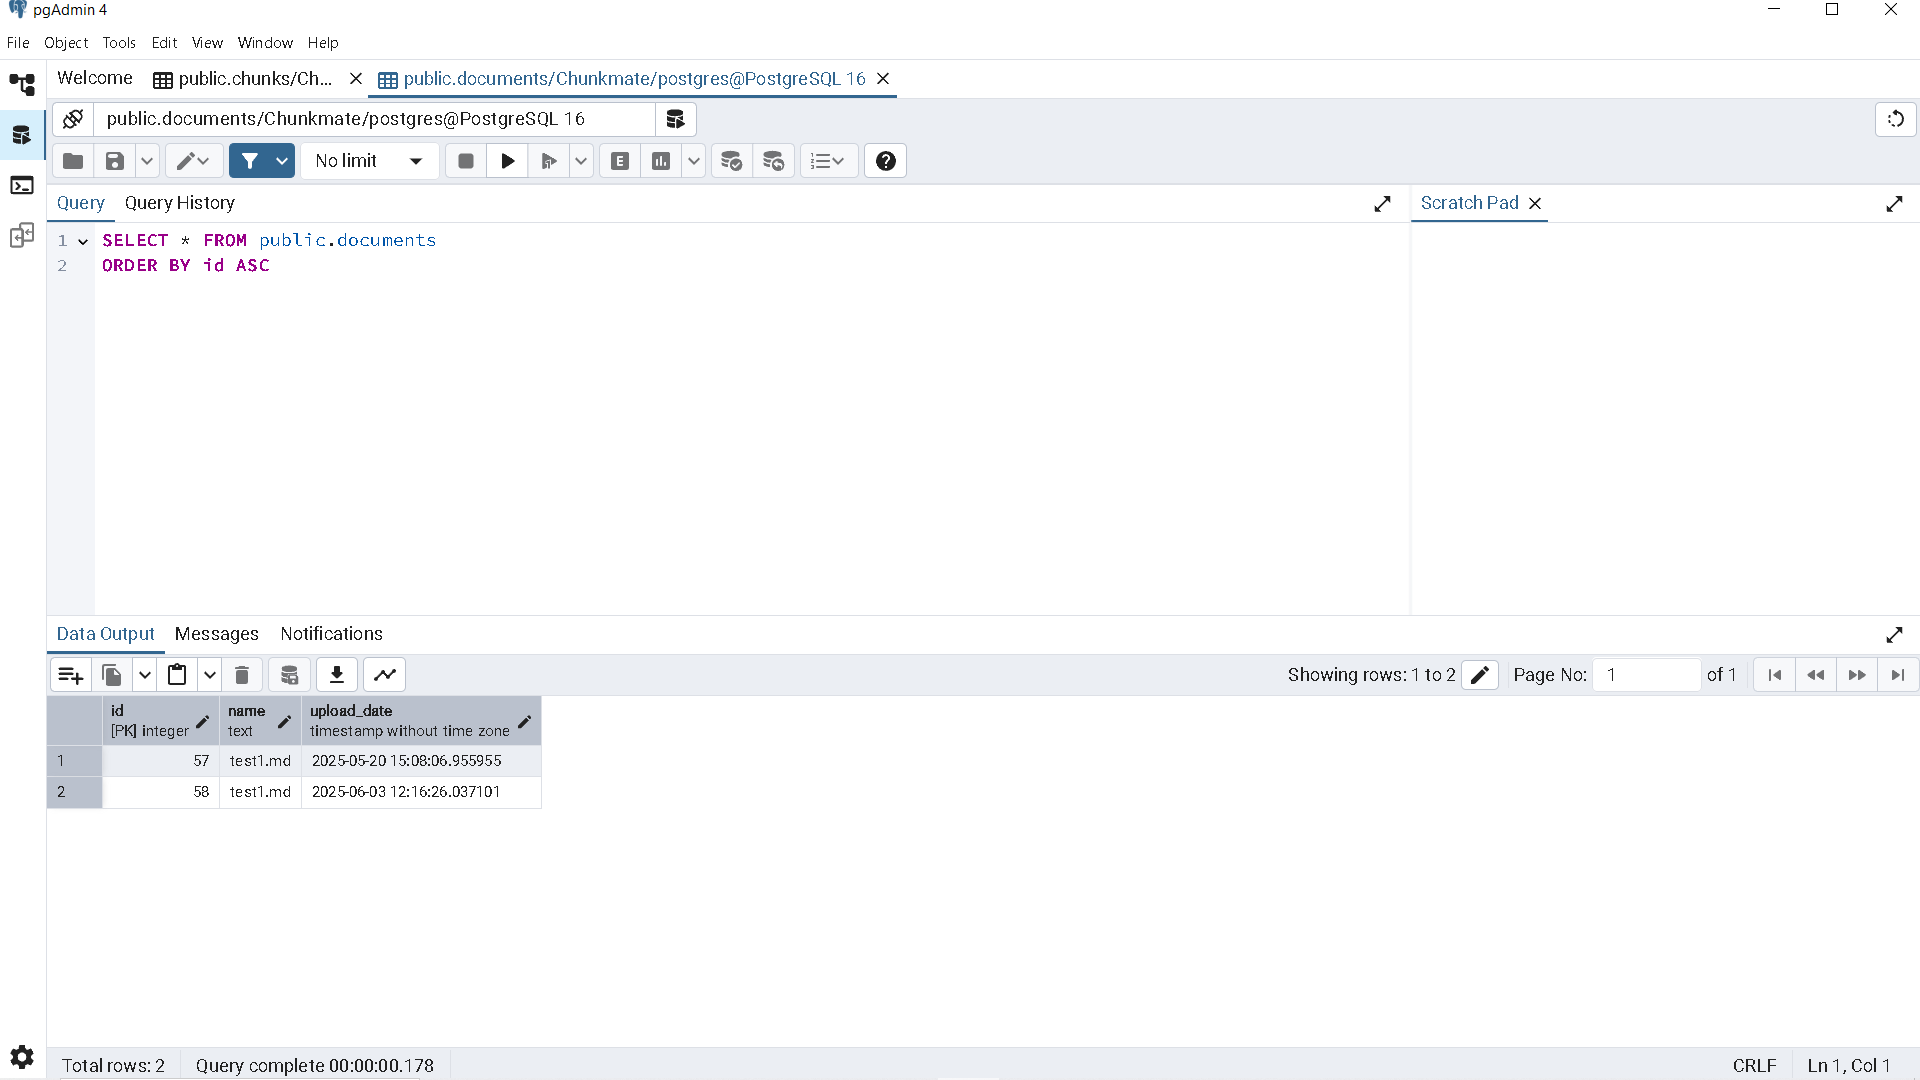 pgAdmin 4
File Object Tools Edit View Window Help
Welcome public.chunks/Ch... public.documents/Chunkmate/postgres@PostgreSQL 16
public.documents/Chunkmate/postgres@PostgreSQL 16
No limit E
Query Query History Scratch Pad
1 SELECT * FROM public.documents
2 ORDER BY id ASC
Data Output Messages Notifications
Showing rows: 1 to 2 Page No: 1 of 1
id name upload_date
[PK] integer text timestamp without time zone
1 57 test1.md 2025-05-20 15:08:06.955955
2 58 test1.md 2025-06-03 12:16:26.037101
Total rows: 2 Query complete 00:00:00.178 CRLF Ln 1, Col 1